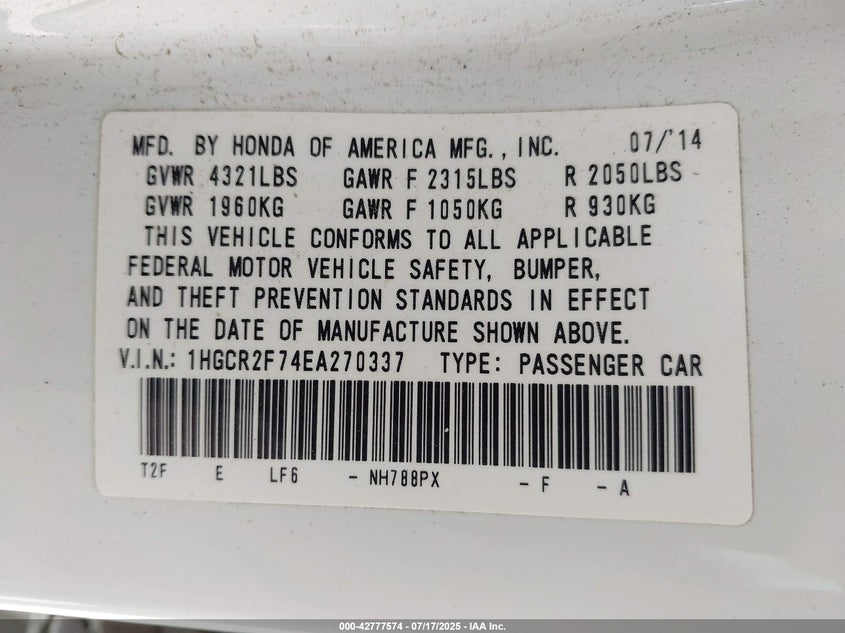 MFD. BY HONDA OF AMERICA MFG., INC. 07/'14
GVWR 4321LBS GAWR F 2315LBS R 2050LBS
GVWR 1960KG GAWR F 1050KG R 930KG
THIS VEHICLE CONFORMS TO ALL APPLICABLE
FEDERAL MOTOR VEHICLE SAFETY, BUMPER,
AND THEFT PREVENTION STANDARDS IN EFFECT
ON THE DATE OF MANUFACTURE SHOWN ABOVE.
V.I.N.: 1HGCR2F74EA270337 TYPE: PASSENGER CAR
T2F E LF6 - NH788PX - F - A
000-42777574 - 07/17/2025 - IAA Inc.